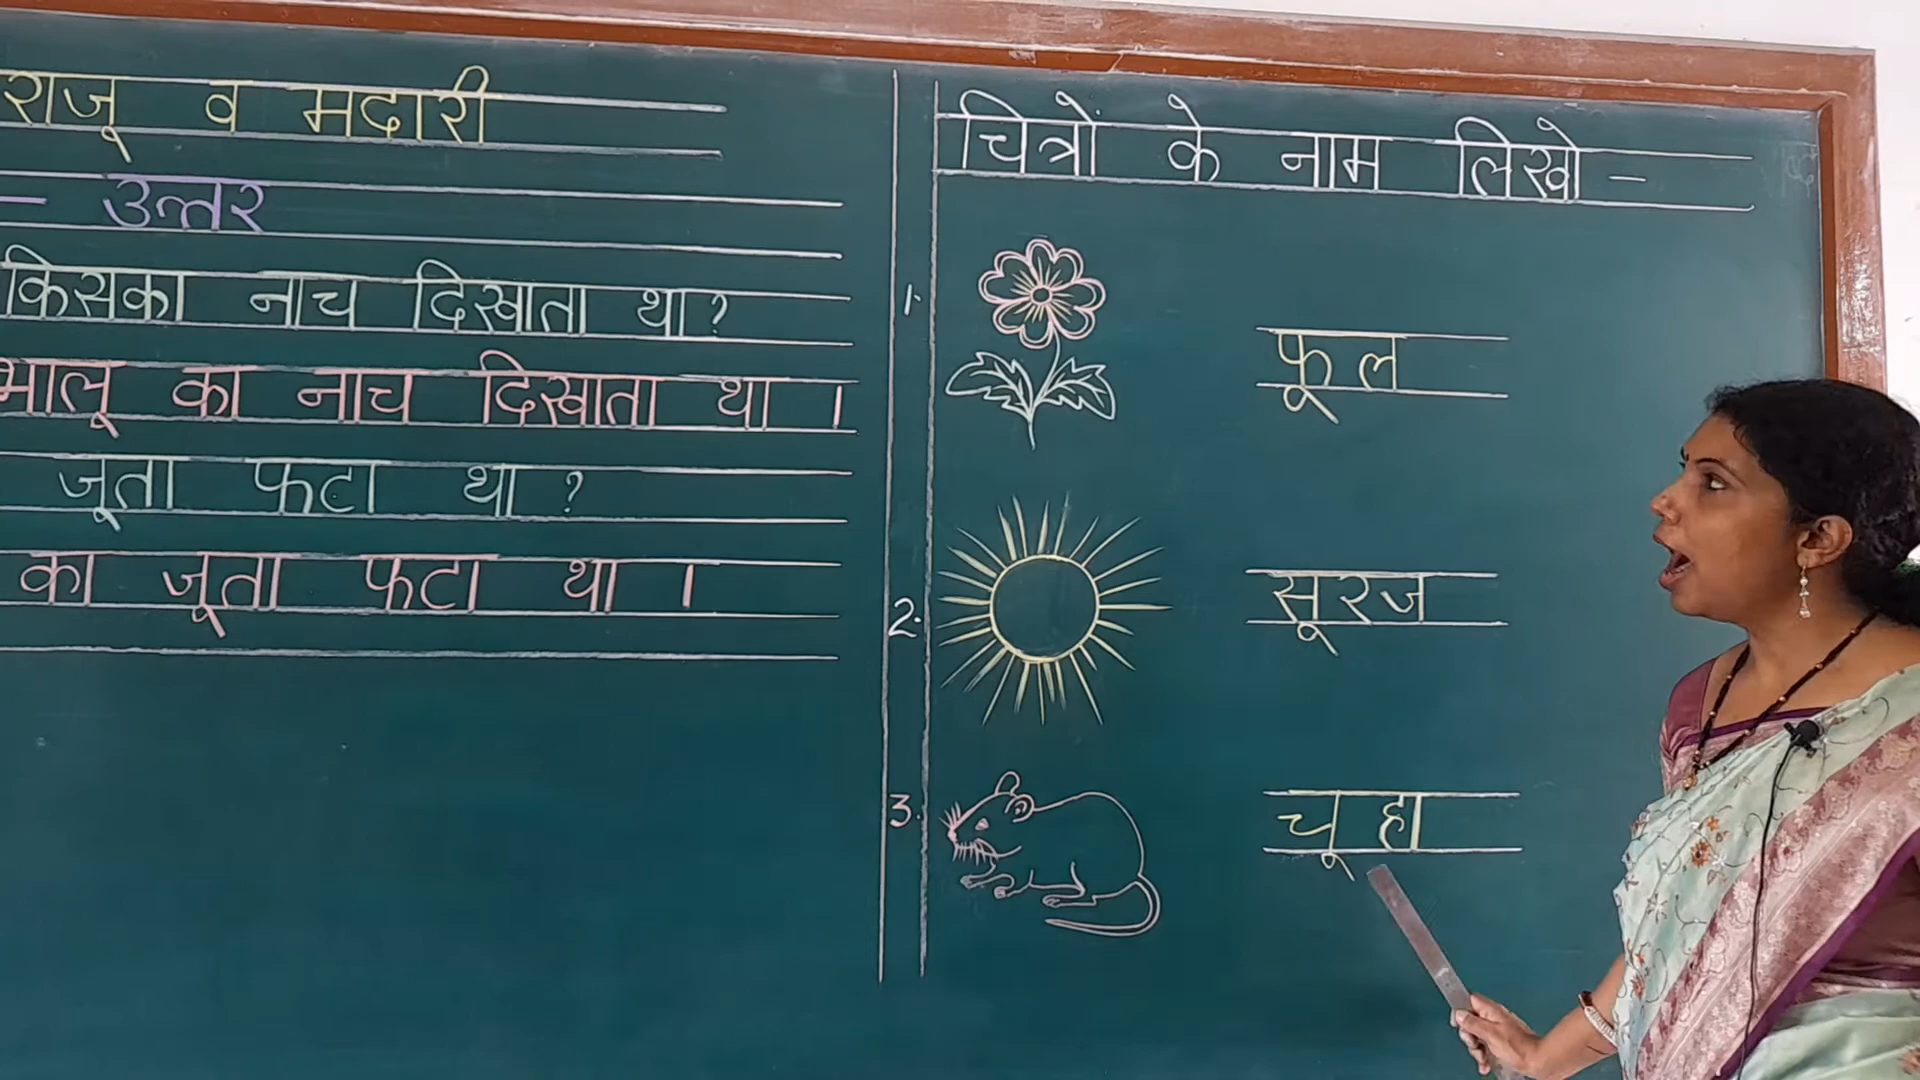 राजू व मदारी
– उत्तर
किसका नाच दिखाता था?
भालू का नाच दिखाता था ।
जूता फटा था ?
का जूता फटा था ।
चित्रों के नाम लिखो –
1. फूल
2. सूरज
3. चूहा